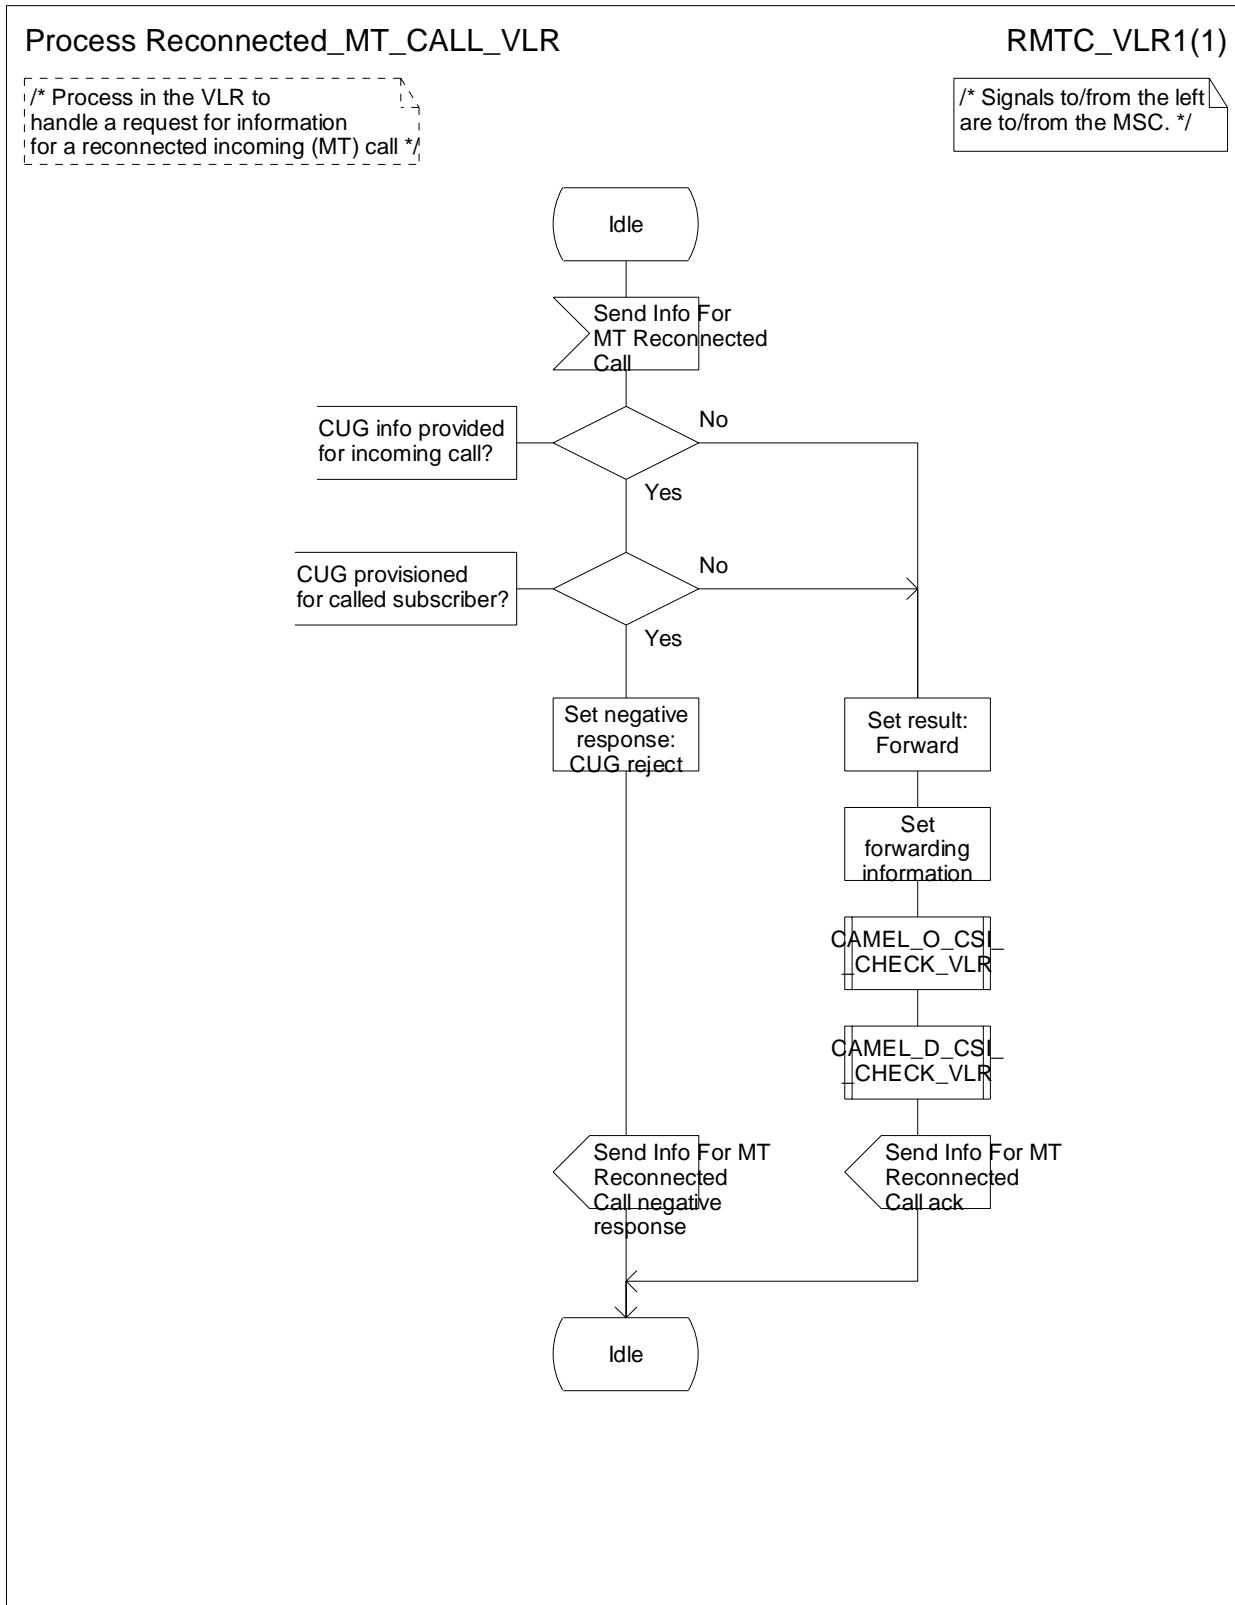 Process Reconnected_MT_CALL_VLR
RMTC_VLR1(1)
/* Process in the VLR to
handle a request for information
for a reconnected incoming (MT) call */
/* Signals to/from the left
are to/from the MSC. */
Idle
Send Info For
MT Reconnected
Call
CUG info provided
for incoming call?
No
Yes
CUG provisioned
for called subscriber?
No
Yes
Set negative
response:
CUG reject
Set result:
Forward
Set
forwarding
information
CAMEL_O_CSI_
_CHECK_VLR
CAMEL_D_CSI_
_CHECK_VLR
Send Info For MT
Reconnected
Call negative
response
Send Info For MT
Reconnected
Call ack
Idle